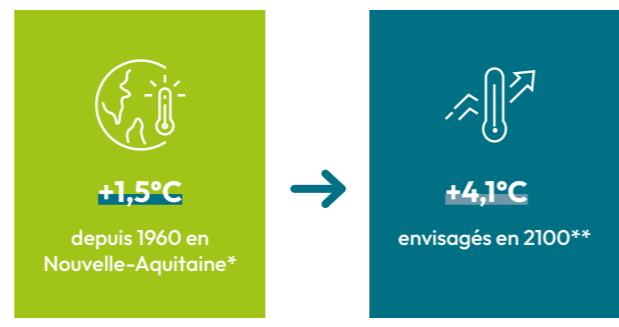 +1,5°C
depuis 1960 en
Nouvelle-Aquitaine*
+4,1°C
envisagés en 2100**